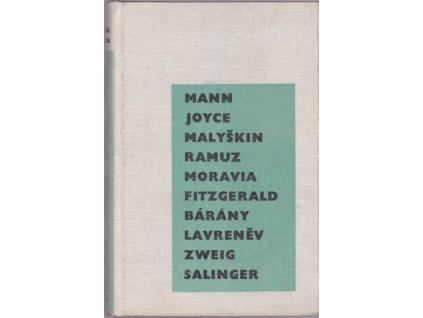 MANN
JOYCE
MALYŠKIN
RAMUZ
MORAVIA
FITZGERALD
BÁRÁNY
LAVRENĚV
ZWEIG
SALINGER